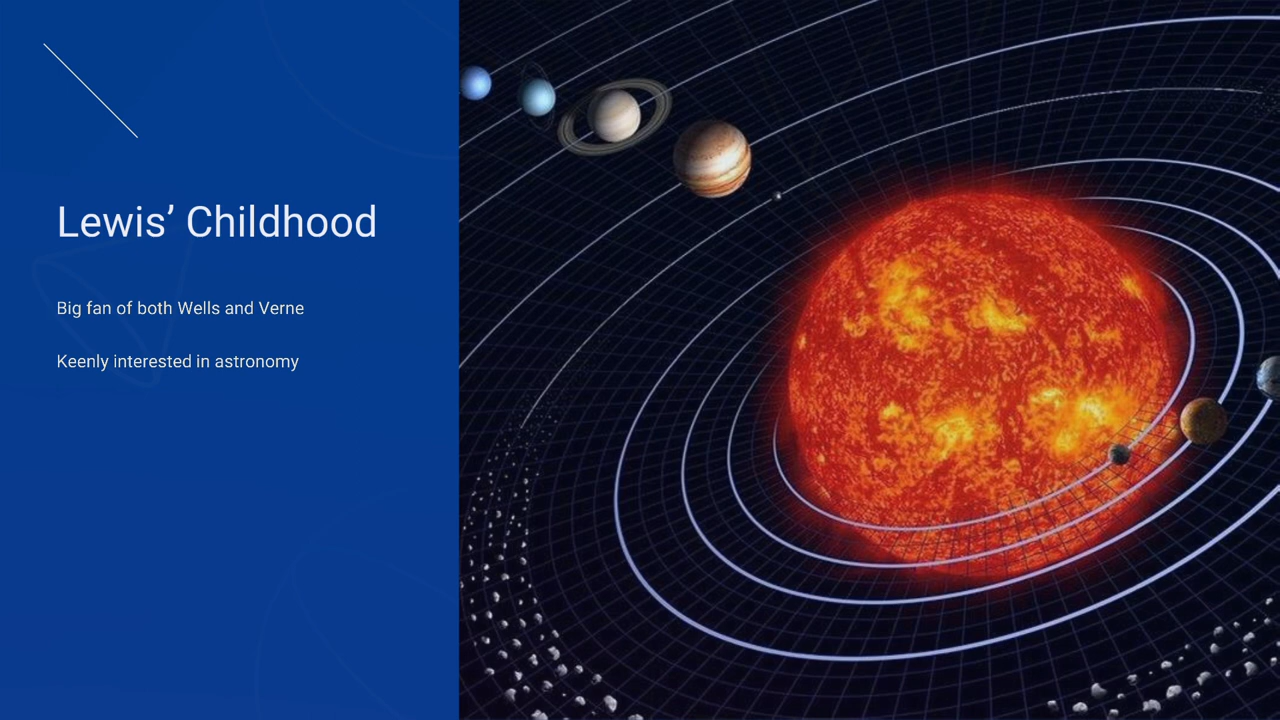 Lewis’ Childhood
Big fan of both Wells and Verne
Keenly interested in astronomy